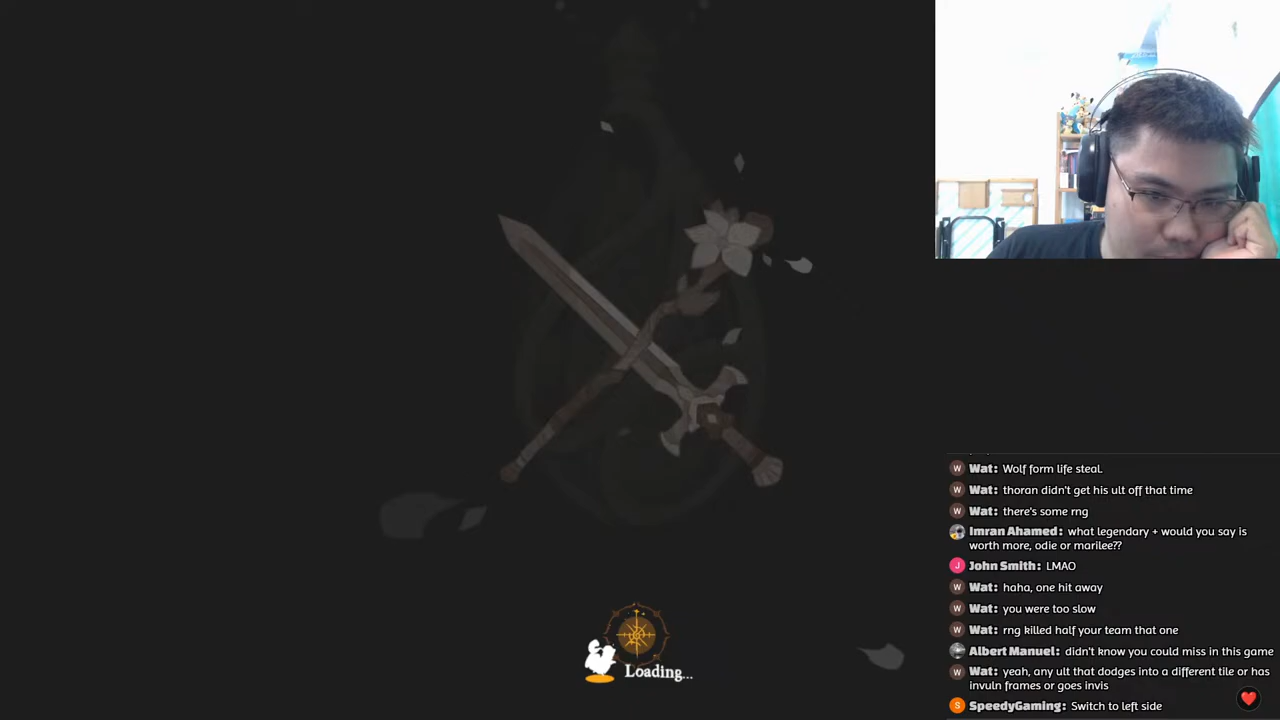 Wat: Wolf form life steal.
Wat: thoran didn't get his ult off that time
Wat: there's some rng
Imran Ahamed: what legendary + would you say is
worth more, odie or marilee??
John Smith: LMAO
Wat: haha, one hit away
Wat: you were too slow
Wat: rng killed half your team that one
Albert Manuel: didn't know you could miss in this game
Wat: yeah, any ult that dodges into a different tile or has
invuln frames or goes invis
SpeedyGaming: Switch to left side
Loading...